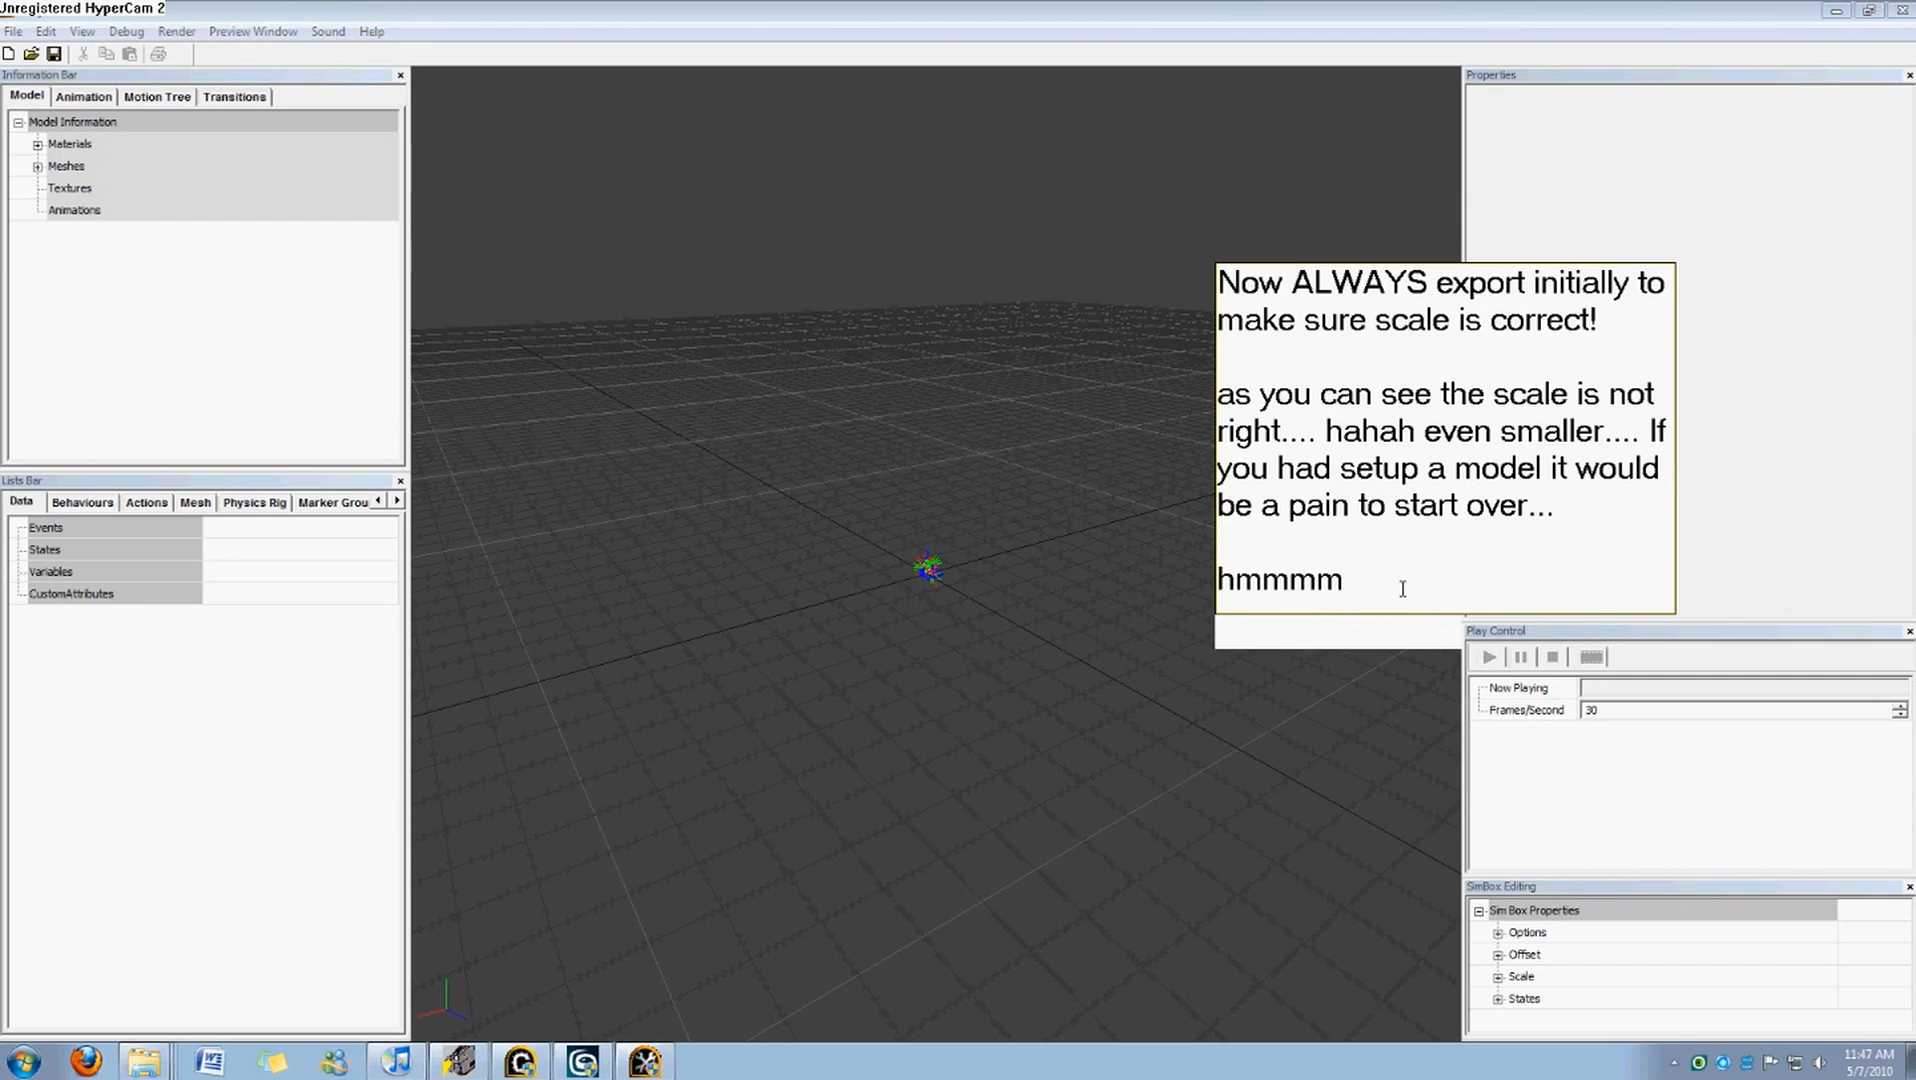 Unregistered HyperCam 2
File Edit View Debug Render Preview Window Sound Help
Information Bar
Model Animation Motion Tree Transitions
Model Information
Materials
Meshes
Textures
Animations
Lists Bar
Data Behaviours Actions Mesh Physics Rig Marker Grou
Events
States
Variables
CustomAttributes
Now ALWAYS export initially to
make sure scale is correct!
as you can see the scale is not
right.... hahah even smaller.... If
you had setup a model it would
be a pain to start over...
hmmmm
Properties
Play Control
Now Playing
Frames/Second 30
SimBox Editing
Sim Box Properties
Options
Offset
Scale
States
11:47 AM
5/7/2010